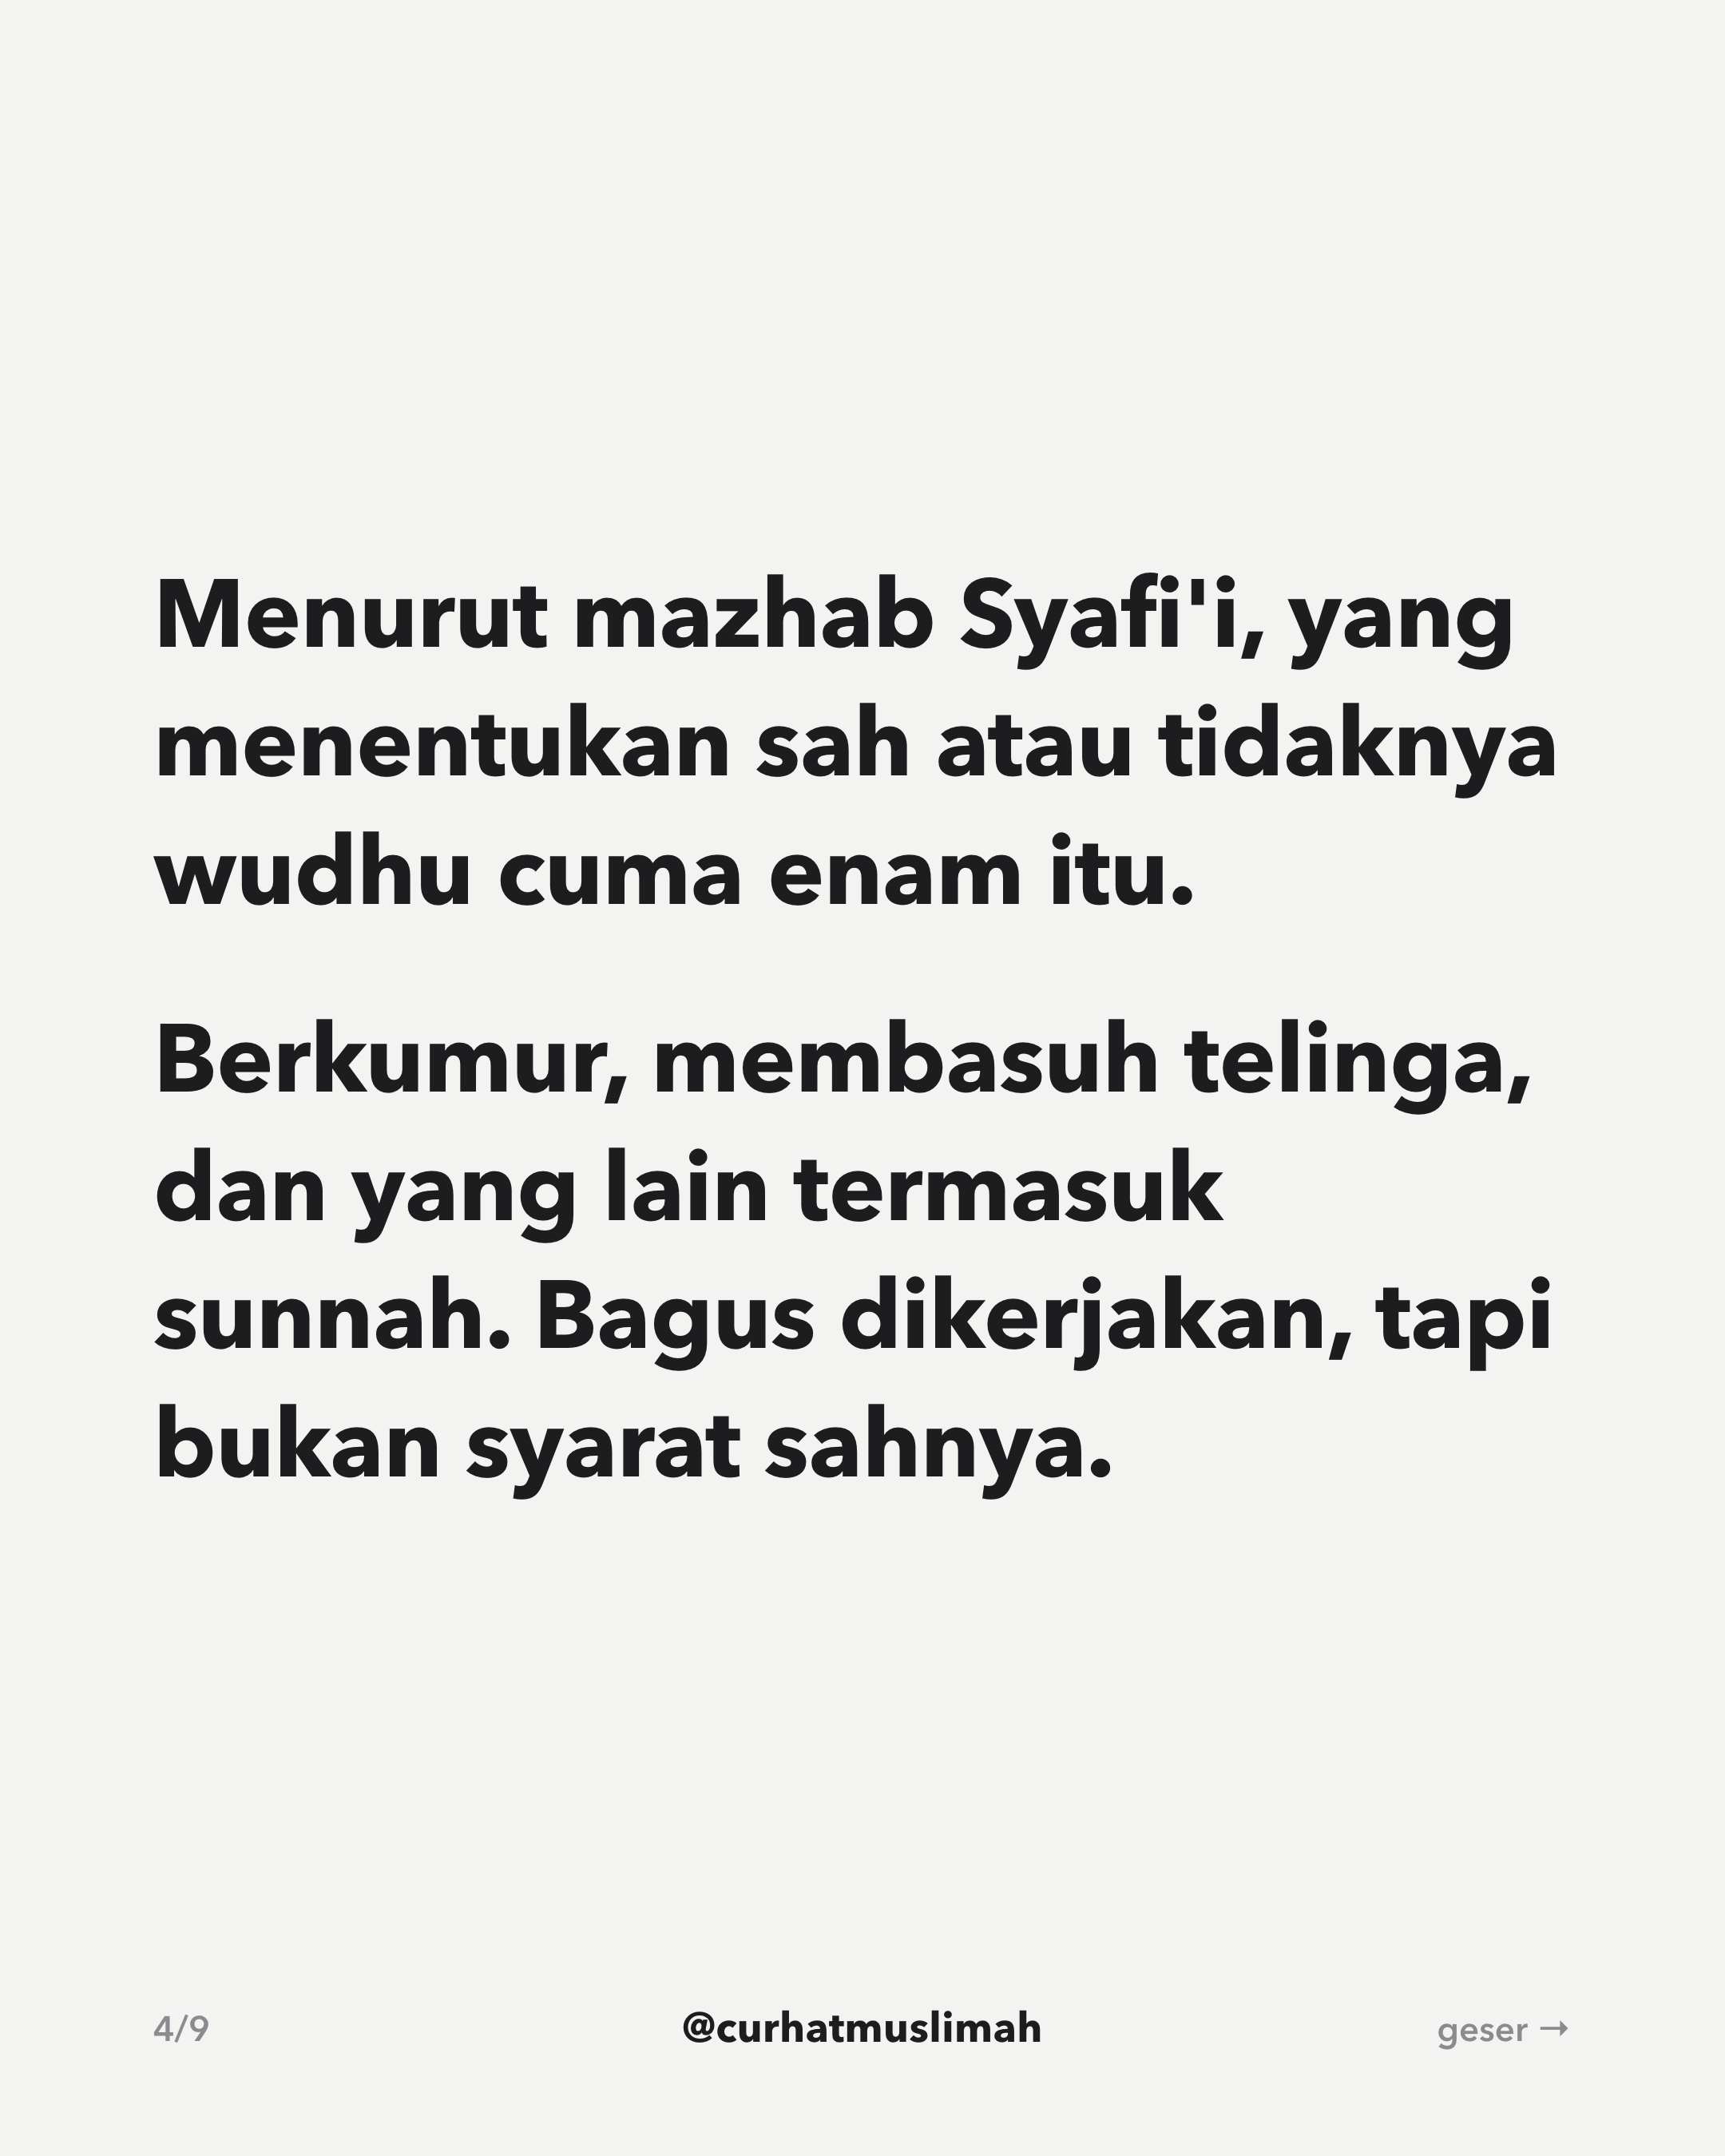 Menurut mazhab Syafi'i, yang
menentukan sah atau tidaknya
wudhu cuma enam itu.
Berkumur, membasuh telinga,
dan yang lain termasuk
sunnah. Bagus dikerjakan, tapi
bukan syarat sahnya.
4/9
@curhatmuslimah
geser →